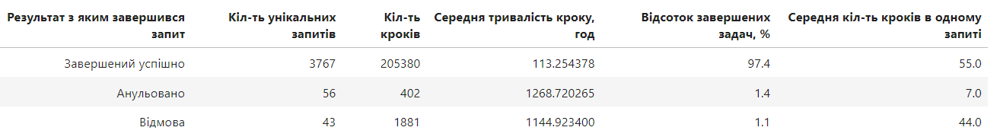 Результат з яким завершився запит Кіл-ть унікальних запитів Кіл-ть кроків Середня тривалість кроку, год Відсоток завершених задач, % Середня кіл-ть кроків в одному запиті
Завершений успішно 3767 205380 113.254378 97.4 55.0
Анульовано 56 402 1268.720265 1.4 7.0
Відмова 43 1881 1144.923400 1.1 44.0